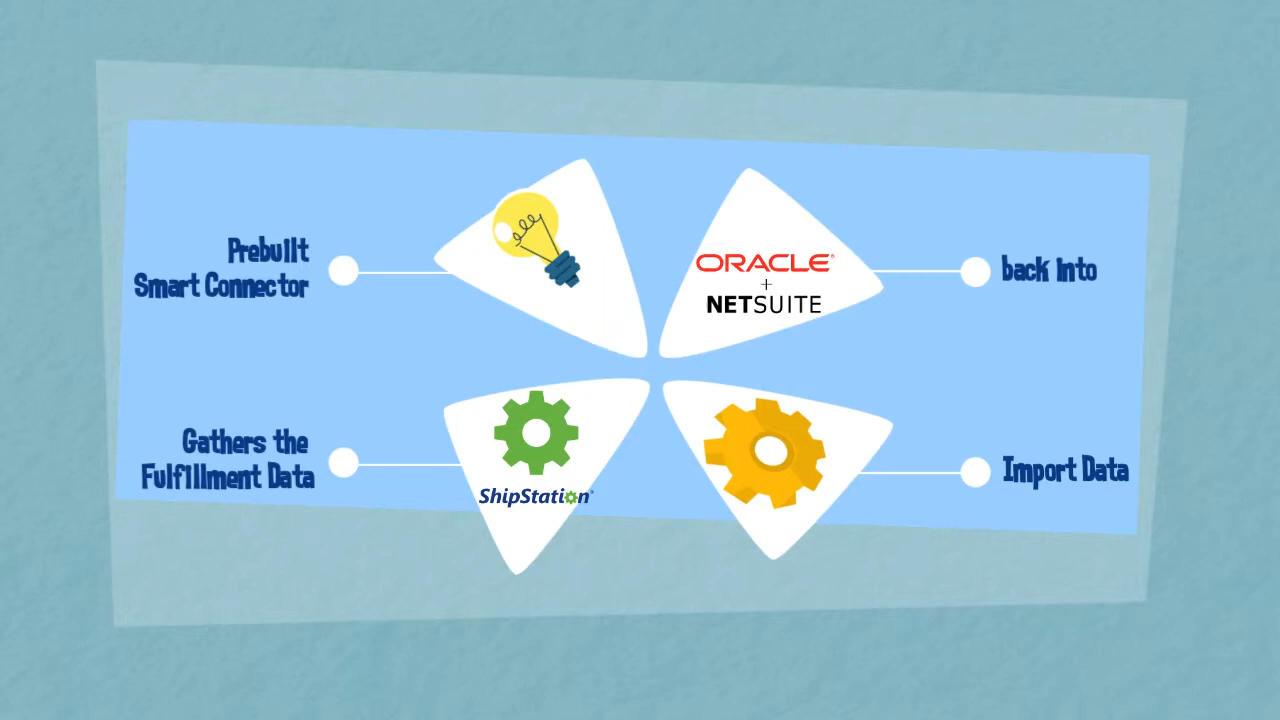 Prebuilt
Smart Connector
ORACLE®
+
NETSUITE
back into
Gathers the
Fulfillment Data
ShipStation®
Import Data